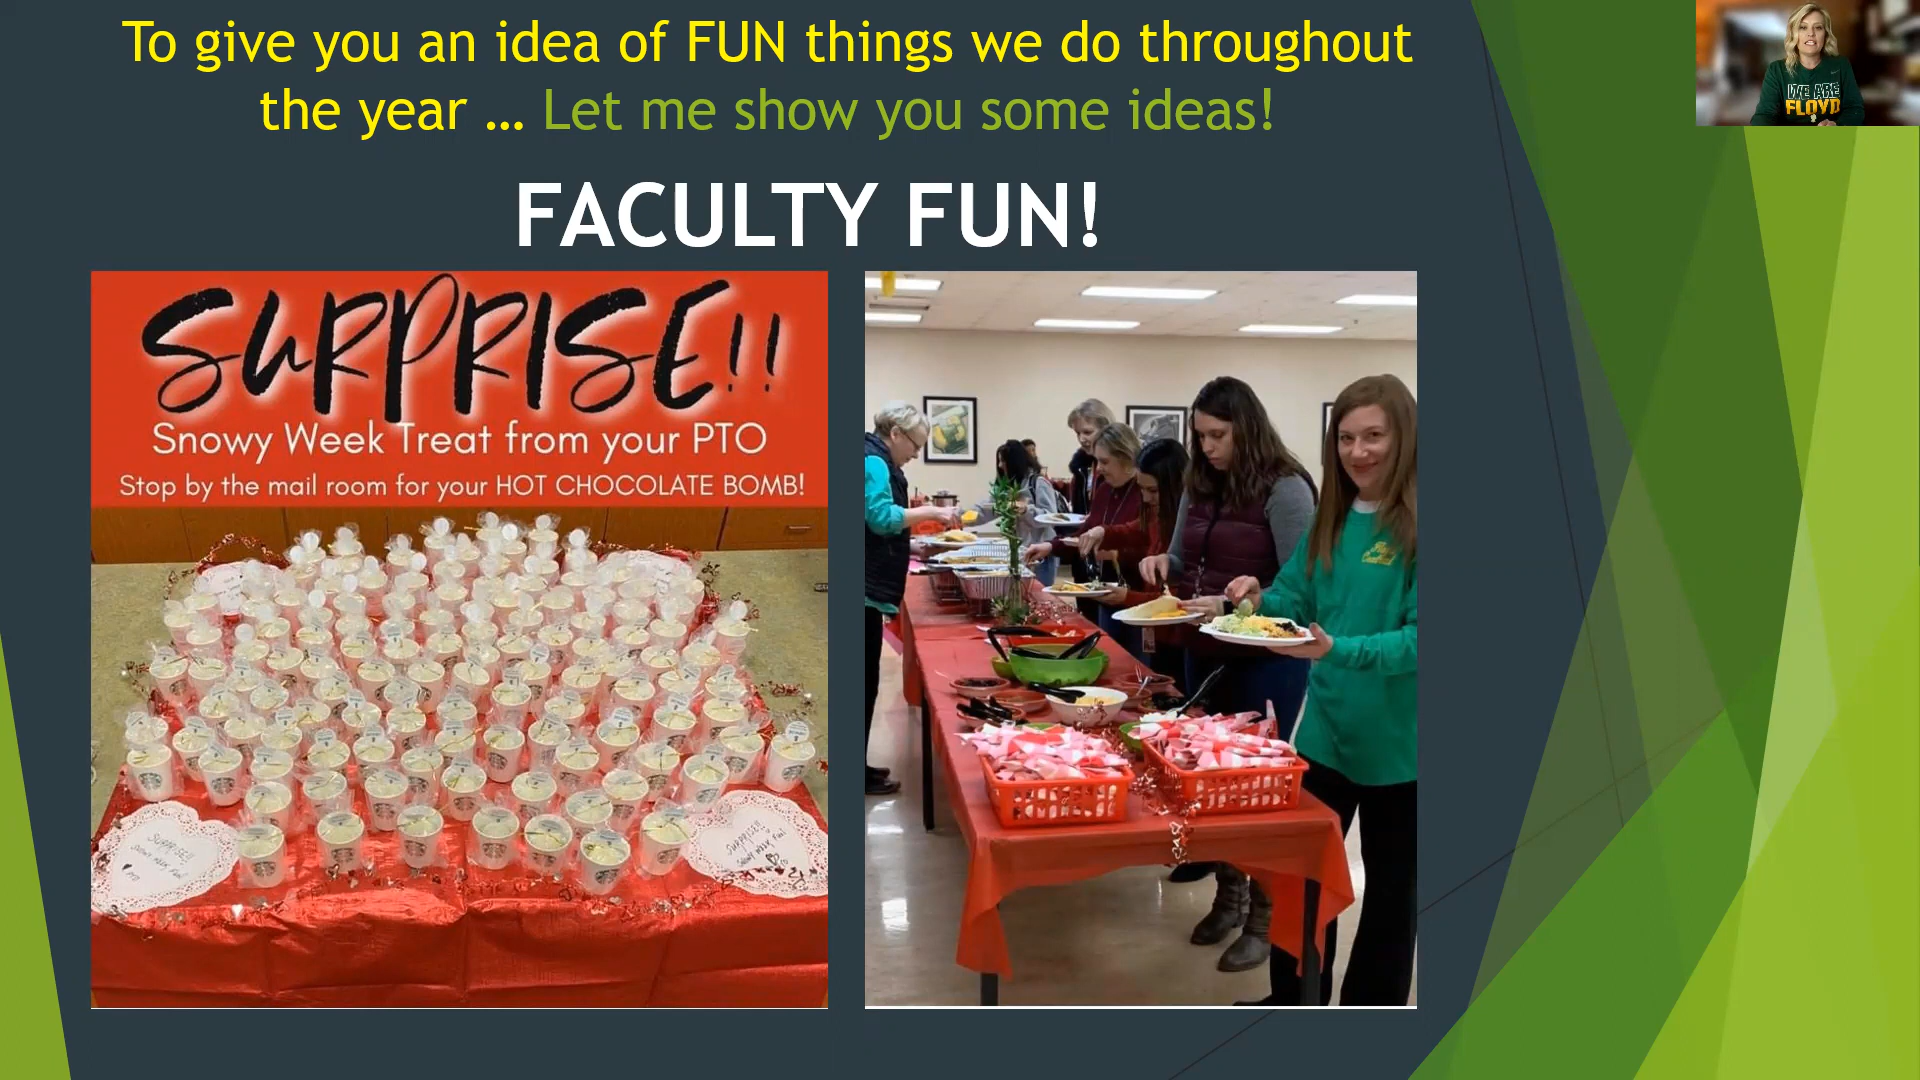 To give you an idea of FUN things we do throughout
the year ... Let me show you some ideas!
FACULTY FUN!
SURPRISE!!
Snowy Week Treat from your PTO
Stop by the mail room for your HOT CHOCOLATE BOMB!
SURPRISE!!
SURPRISE!!
WE ARE
FLOYD